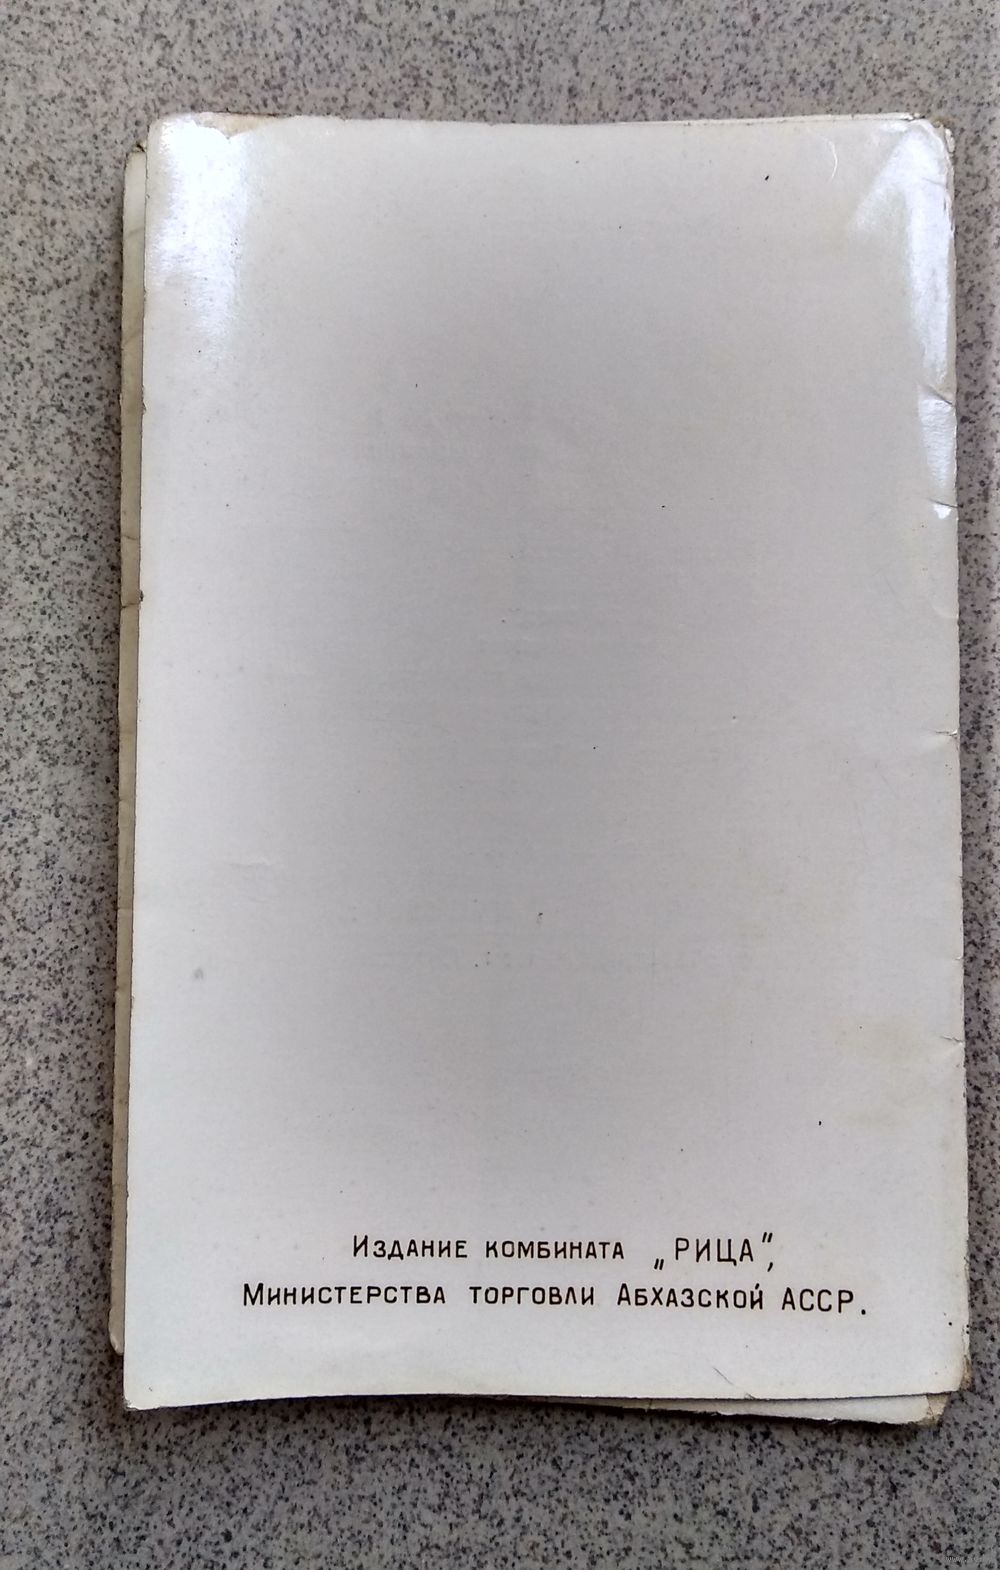 Издание комбината „РИЦА“,
Министерства торговли Абхазской АССР.